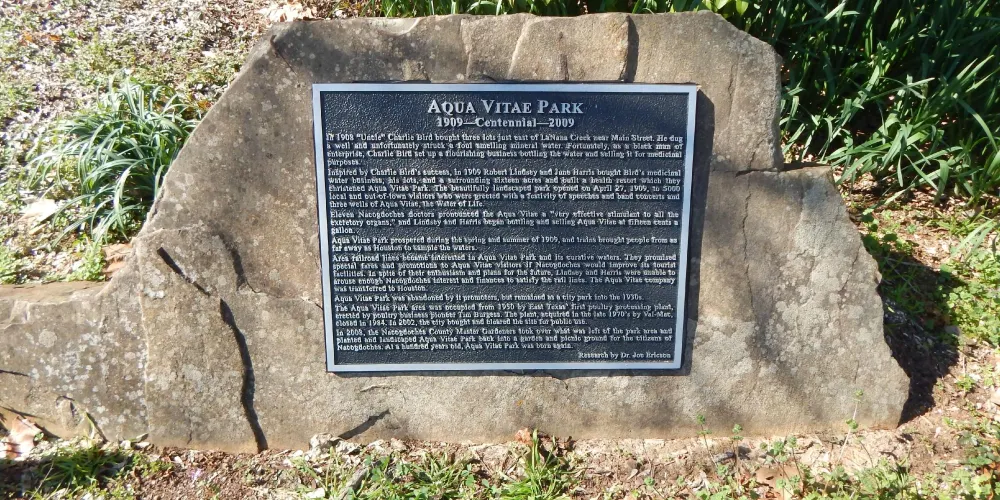 AQUA VITAE PARK
1909—Centennial—2009
In 1908 "Uncle" Charlie Bird bought three lots just east of LaNana Creek near Main Street. He dug
a well and unfortunately struck a foul smelling mineral water. Fortunately, as a black man of
enterprise, Charlie Bird set up a flourishing business bottling the water and selling it for medicinal
purposes.
Inspired by Charlie Bird's success, in 1909 Robert Lindsey and June Harris bought Bird's medicinal
water business, his lots, and a surrounding sixteen acres and built a health resort which they
christened Aqua Vitae Park. The beautifully landscaped park opened on April 27, 1909, to 5000
local and out-of-town visitors who were greeted with a festivity of speeches and band concerts and
three wells of Aqua Vitae, the Water of Life.
Eleven Nacogdoches doctors pronounced the Aqua Vitae a "very effective stimulant to all the
excretory organs," and Lindsey and Harris began bottling and selling Aqua Vitae at fifteen cents a
gallon.
Aqua Vitae Park prospered during the spring and summer of 1909, and trains brought people from as
far away as Houston to sample the waters.
Area railroad lines became interested in Aqua Vitae Park and its curative waters. They promised
special fares and promotions to Aqua Vitae visitors if Nacogdoches would improve its tourist
facilities. In spite of their enthusiasm and plans for the future, Lindsey and Harris were unable to
arouse enough Nacogdoches interest and finances to satisfy the rail lines. The Aqua Vitae company
was transferred to Houston.
Aqua Vitae Park was abandoned by it promoters, but remained as a city park into the 1930s.
The Aqua Vitae Park area was occupied from 1950 by East Texas' first poultry processing plant,
erected by poultry business pioneer Tim Burgess. The plant, acquired in the late 1970's by Val-Mac,
closed in 1984. In 2002, the city bought and cleared the site for public use.
In 2008, the Nacogdoches County Master Gardeners took over what was left of the park area and
planted and landscaped Aqua Vitae Park back into a garden and picnic ground for the citizens of
Nacogdoches. At a hundred years old, Aqua Vitae Park was born again.
Research by Dr. Joe Ericson